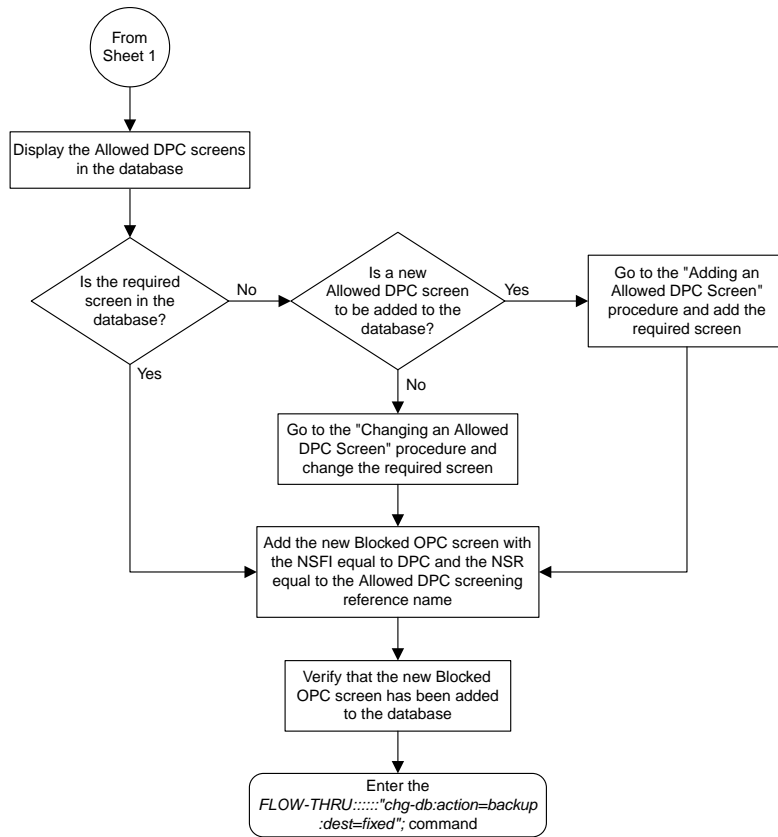 From
Sheet 1
Display the Allowed DPC screens
in the database
Is the required
screen in the
database?
No
Yes
Is a new
Allowed DPC screen
to be added to the
database?
Yes
No
Go to the "Adding an
Allowed DPC Screen"
procedure and add the
required screen
Go to the "Changing an Allowed
DPC Screen" procedure and
change the required screen
Add the new Blocked OPC screen with
the NSFI equal to DPC and the NSR
equal to the Allowed DPC screening
reference name
Verify that the new Blocked
OPC screen has been added
to the database
Enter the
FLOW-THRU::::::"chg-db:action=backup
:dest=fixed"; command